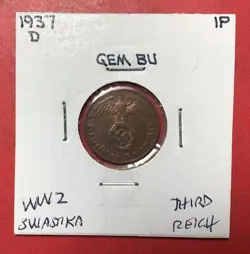 1937 1P
D
GEM BU
WW2 THIRD
SWASTIKA REICH